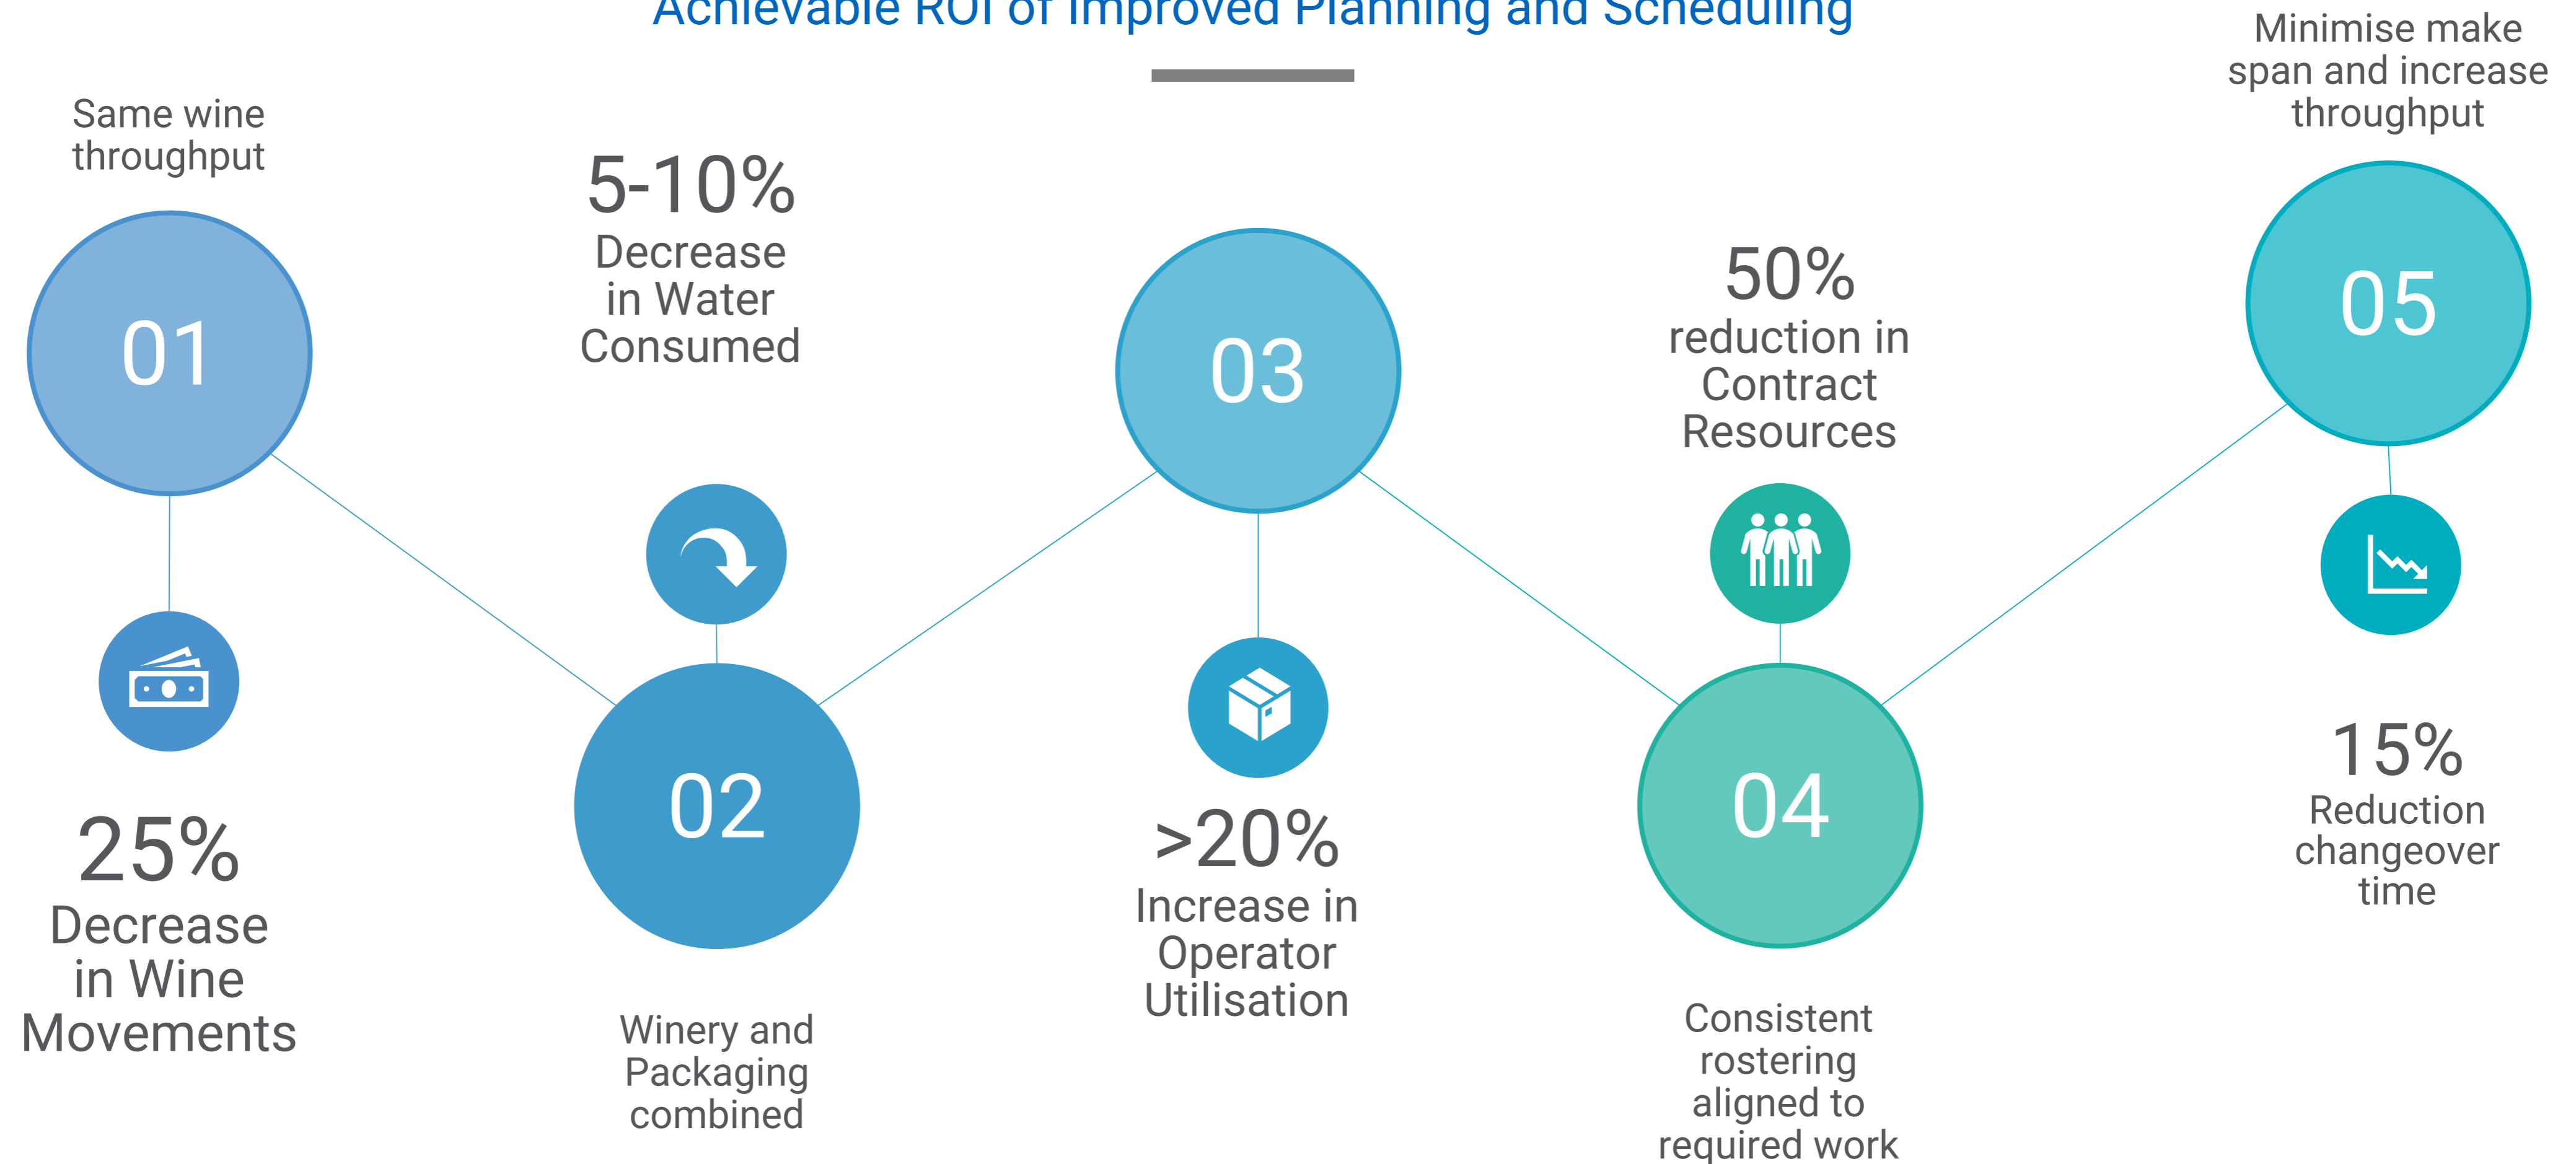 Achievable ROI of Improved Planning and Scheduling
Same wine
throughput
01
25%
Decrease
in Wine
Movements
5-10%
Decrease
in Water
Consumed
02
Winery and
Packaging
combined
03
>20%
Increase in
Operator
Utilisation
50%
reduction in
Contract
Resources
04
Consistent
rostering
aligned to
required work
Minimise make
span and increase
throughput
05
15%
Reduction
changeover
time